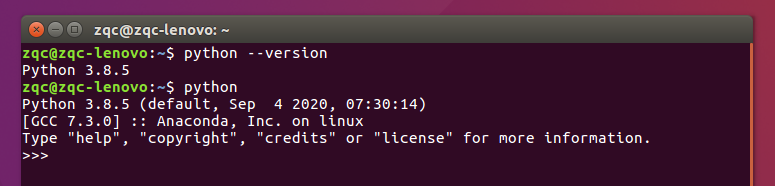 zqc@zqc-lenovo: ~
zqc@zqc-lenovo:~$ python --version
Python 3.8.5
zqc@zqc-lenovo:~$ python
Python 3.8.5 (default, Sep  4 2020, 07:30:14)
[GCC 7.3.0] :: Anaconda, Inc. on linux
Type "help", "copyright", "credits" or "license" for more information.
>>>